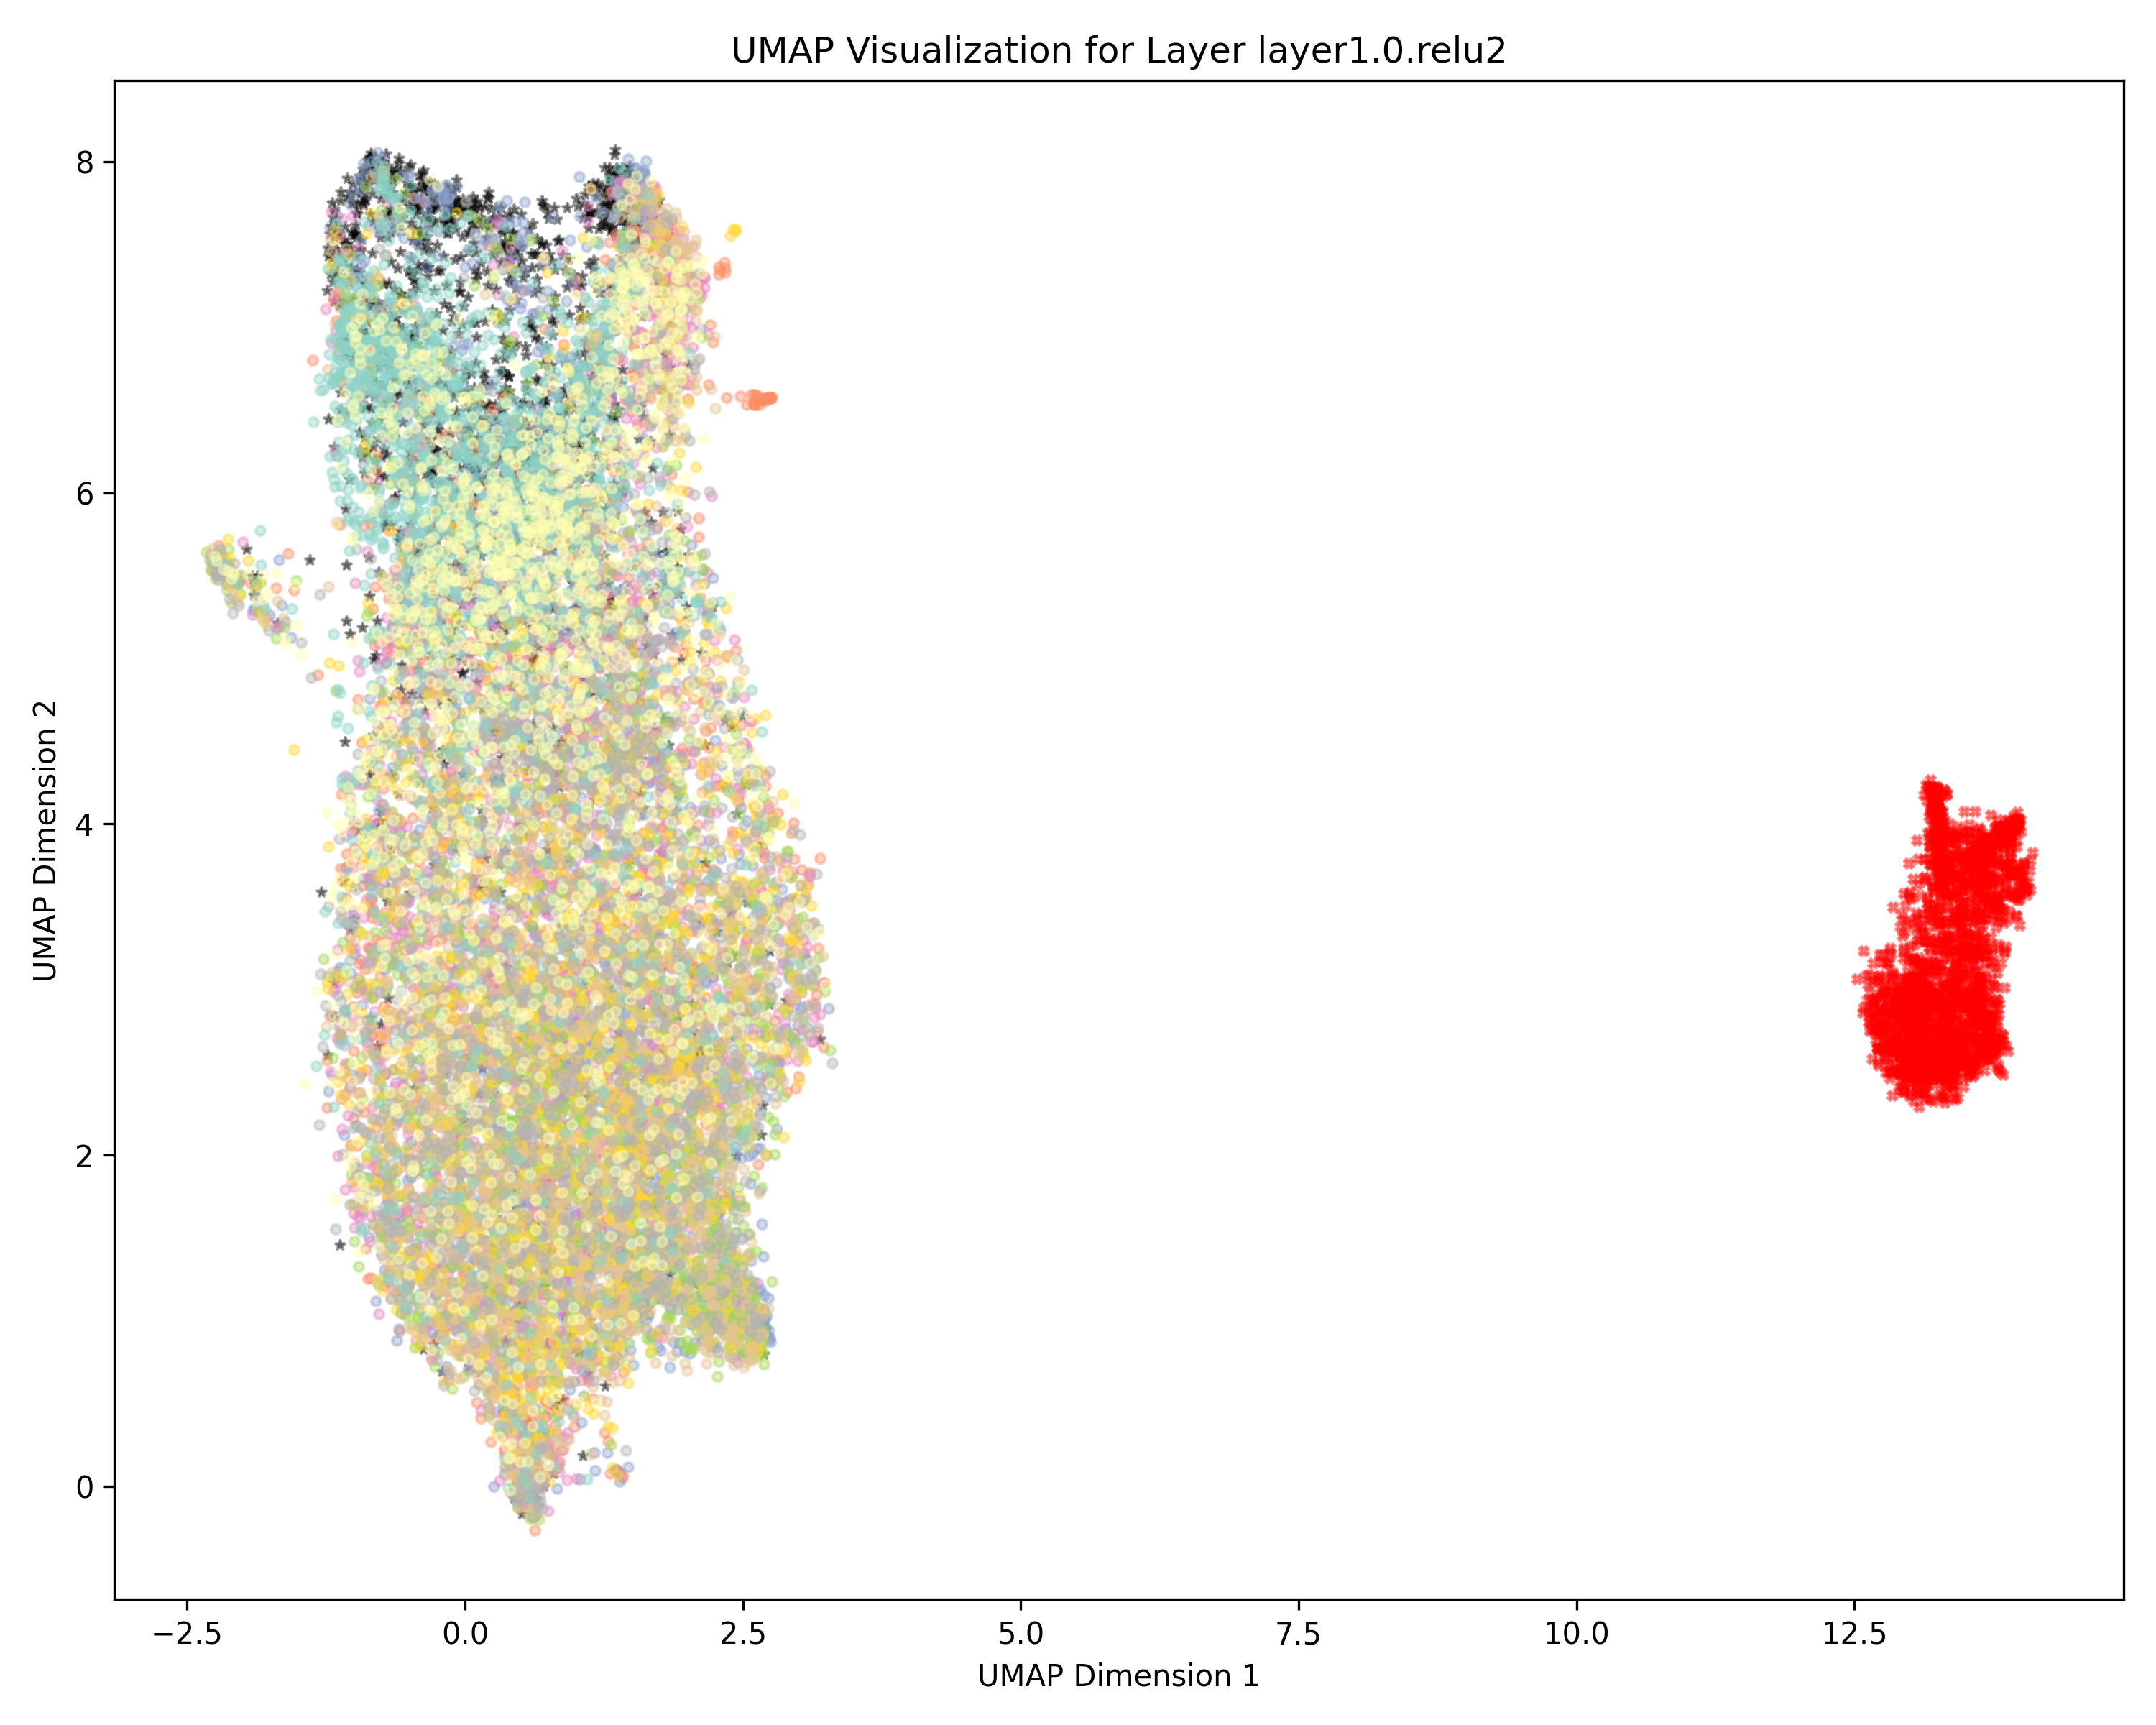 UMAP Visualization for Layer layer1.0.relu2
8
6
4
2
0
UMAP Dimension 2
−2.5 0.0 2.5 5.0 7.5 10.0 12.5
UMAP Dimension 1